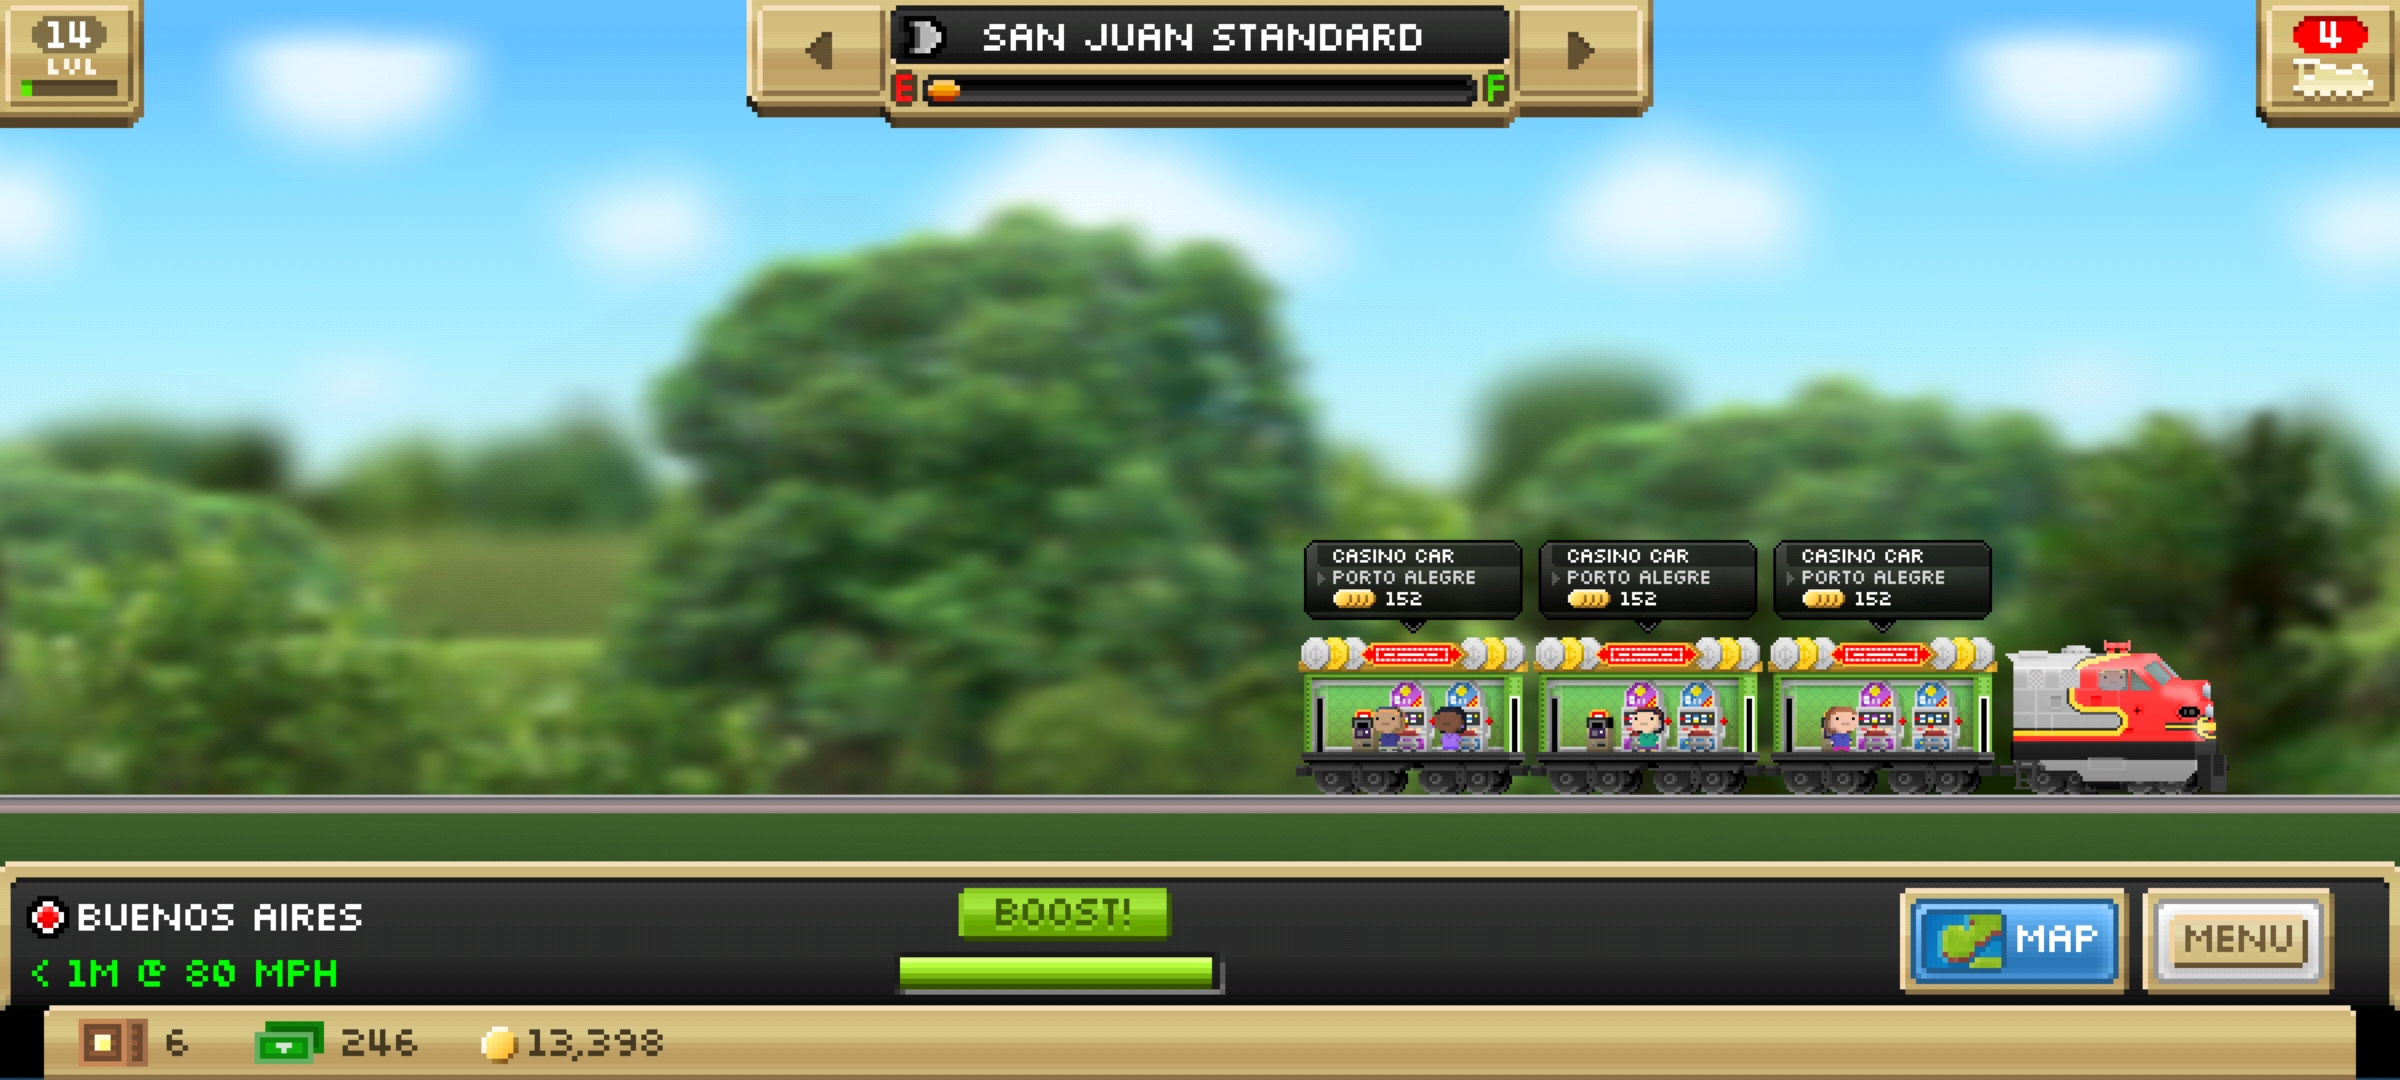 14
LVL
SAN JUAN STANDARD
E F
4
CASINO CAR
PORTO ALEGRE
152
CASINO CAR
PORTO ALEGRE
152
CASINO CAR
PORTO ALEGRE
152
BUENOS AIRES
< 1M @ 80 MPH
BOOST!
MAP
MENU
6
246
13,398